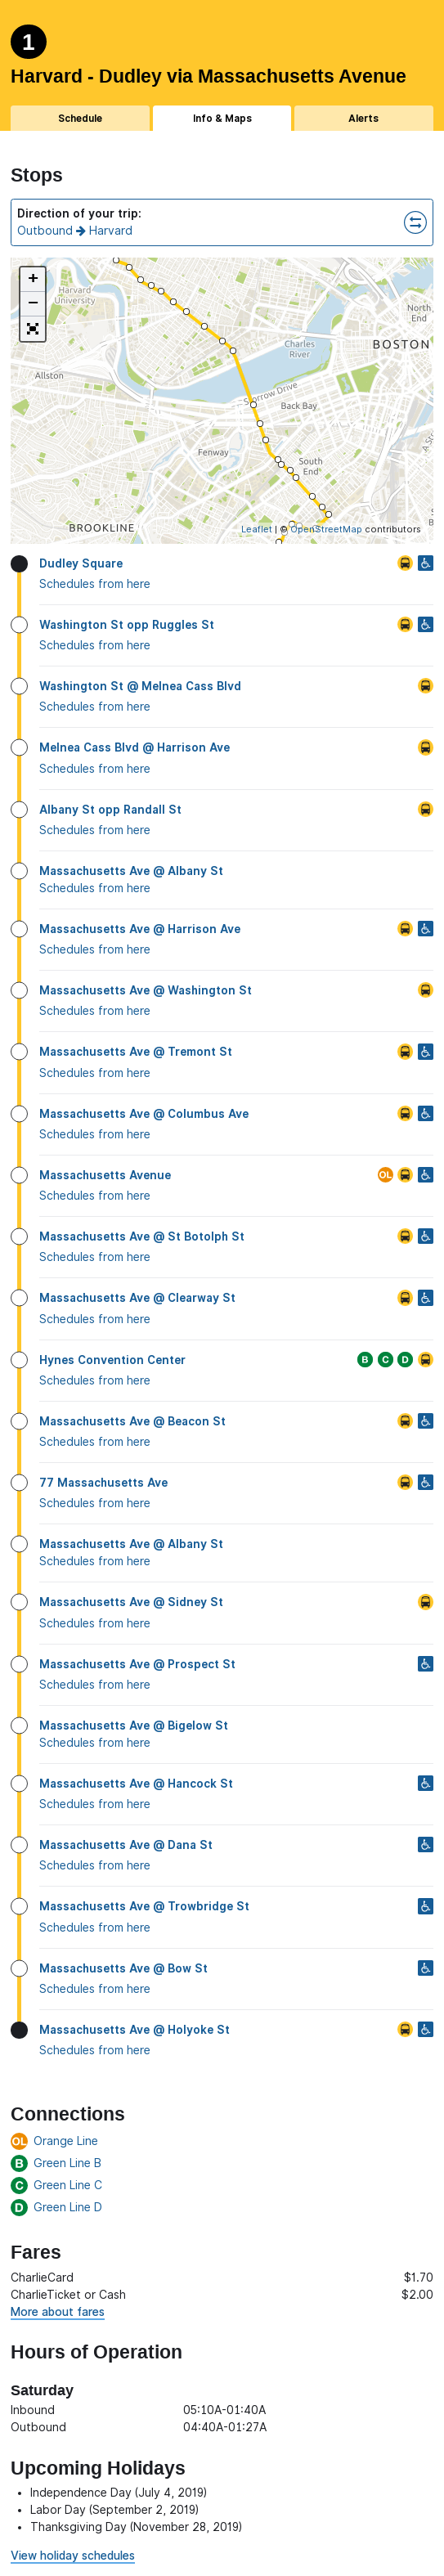 1
Harvard - Dudley via Massachusetts Avenue
Schedule
Info & Maps
Alerts
Stops
Direction of your trip:
Outbound → Harvard
+
−
Harvard
University
Allston
North
End
BOSTON
Charles
River
Storrow Drive
Back Bay
Fenway
South
End
BROOKLINE
Leaflet | © OpenStreetMap contributors
Dudley Square
Schedules from here
Washington St opp Ruggles St
Schedules from here
Washington St @ Melnea Cass Blvd
Schedules from here
Melnea Cass Blvd @ Harrison Ave
Schedules from here
Albany St opp Randall St
Schedules from here
Massachusetts Ave @ Albany St
Schedules from here
Massachusetts Ave @ Harrison Ave
Schedules from here
Massachusetts Ave @ Washington St
Schedules from here
Massachusetts Ave @ Tremont St
Schedules from here
Massachusetts Ave @ Columbus Ave
Schedules from here
Massachusetts Avenue OL
Schedules from here
Massachusetts Ave @ St Botolph St
Schedules from here
Massachusetts Ave @ Clearway St
Schedules from here
Hynes Convention Center B C D
Schedules from here
Massachusetts Ave @ Beacon St
Schedules from here
77 Massachusetts Ave
Schedules from here
Massachusetts Ave @ Albany St
Schedules from here
Massachusetts Ave @ Sidney St
Schedules from here
Massachusetts Ave @ Prospect St
Schedules from here
Massachusetts Ave @ Bigelow St
Schedules from here
Massachusetts Ave @ Hancock St
Schedules from here
Massachusetts Ave @ Dana St
Schedules from here
Massachusetts Ave @ Trowbridge St
Schedules from here
Massachusetts Ave @ Bow St
Schedules from here
Massachusetts Ave @ Holyoke St
Schedules from here
Connections
OL Orange Line
B Green Line B
C Green Line C
D Green Line D
Fares
CharlieCard $1.70
CharlieTicket or Cash $2.00
More about fares
Hours of Operation
Saturday
Inbound 05:10A-01:40A
Outbound 04:40A-01:27A
Upcoming Holidays
• Independence Day (July 4, 2019)
• Labor Day (September 2, 2019)
• Thanksgiving Day (November 28, 2019)
View holiday schedules